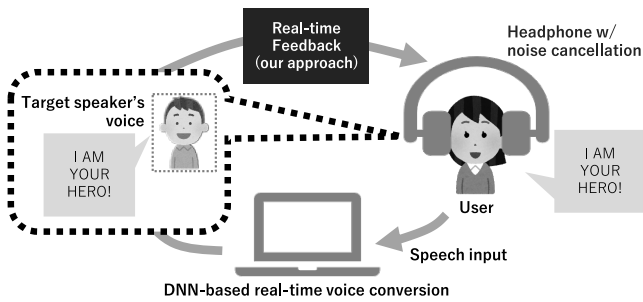 Real-time
Feedback
(our approach)
Headphone w/
noise cancellation
Target speaker's
voice
I AM
YOUR
HERO!
I AM
YOUR
HERO!
User
Speech input
DNN-based real-time voice conversion